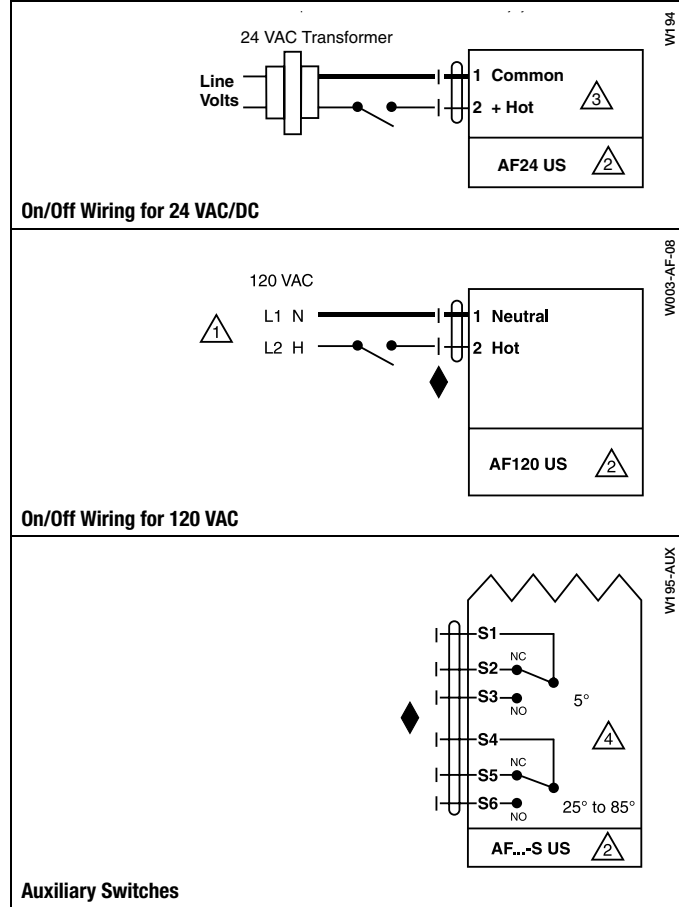 W194
24 VAC Transformer
Line
Volts
1 Common
2 + Hot
3
AF24 US
2
On/Off Wiring for 24 VAC/DC
W003-AF-08
120 VAC
1
L1 N
L2 H
1 Neutral
2 Hot
AF120 US
2
On/Off Wiring for 120 VAC
W195-AUX
S1
NC
S2
S3
NO
5°
S4
4
NC
S5
S6
NO
25° to 85°
AF...-S US
2
Auxiliary Switches